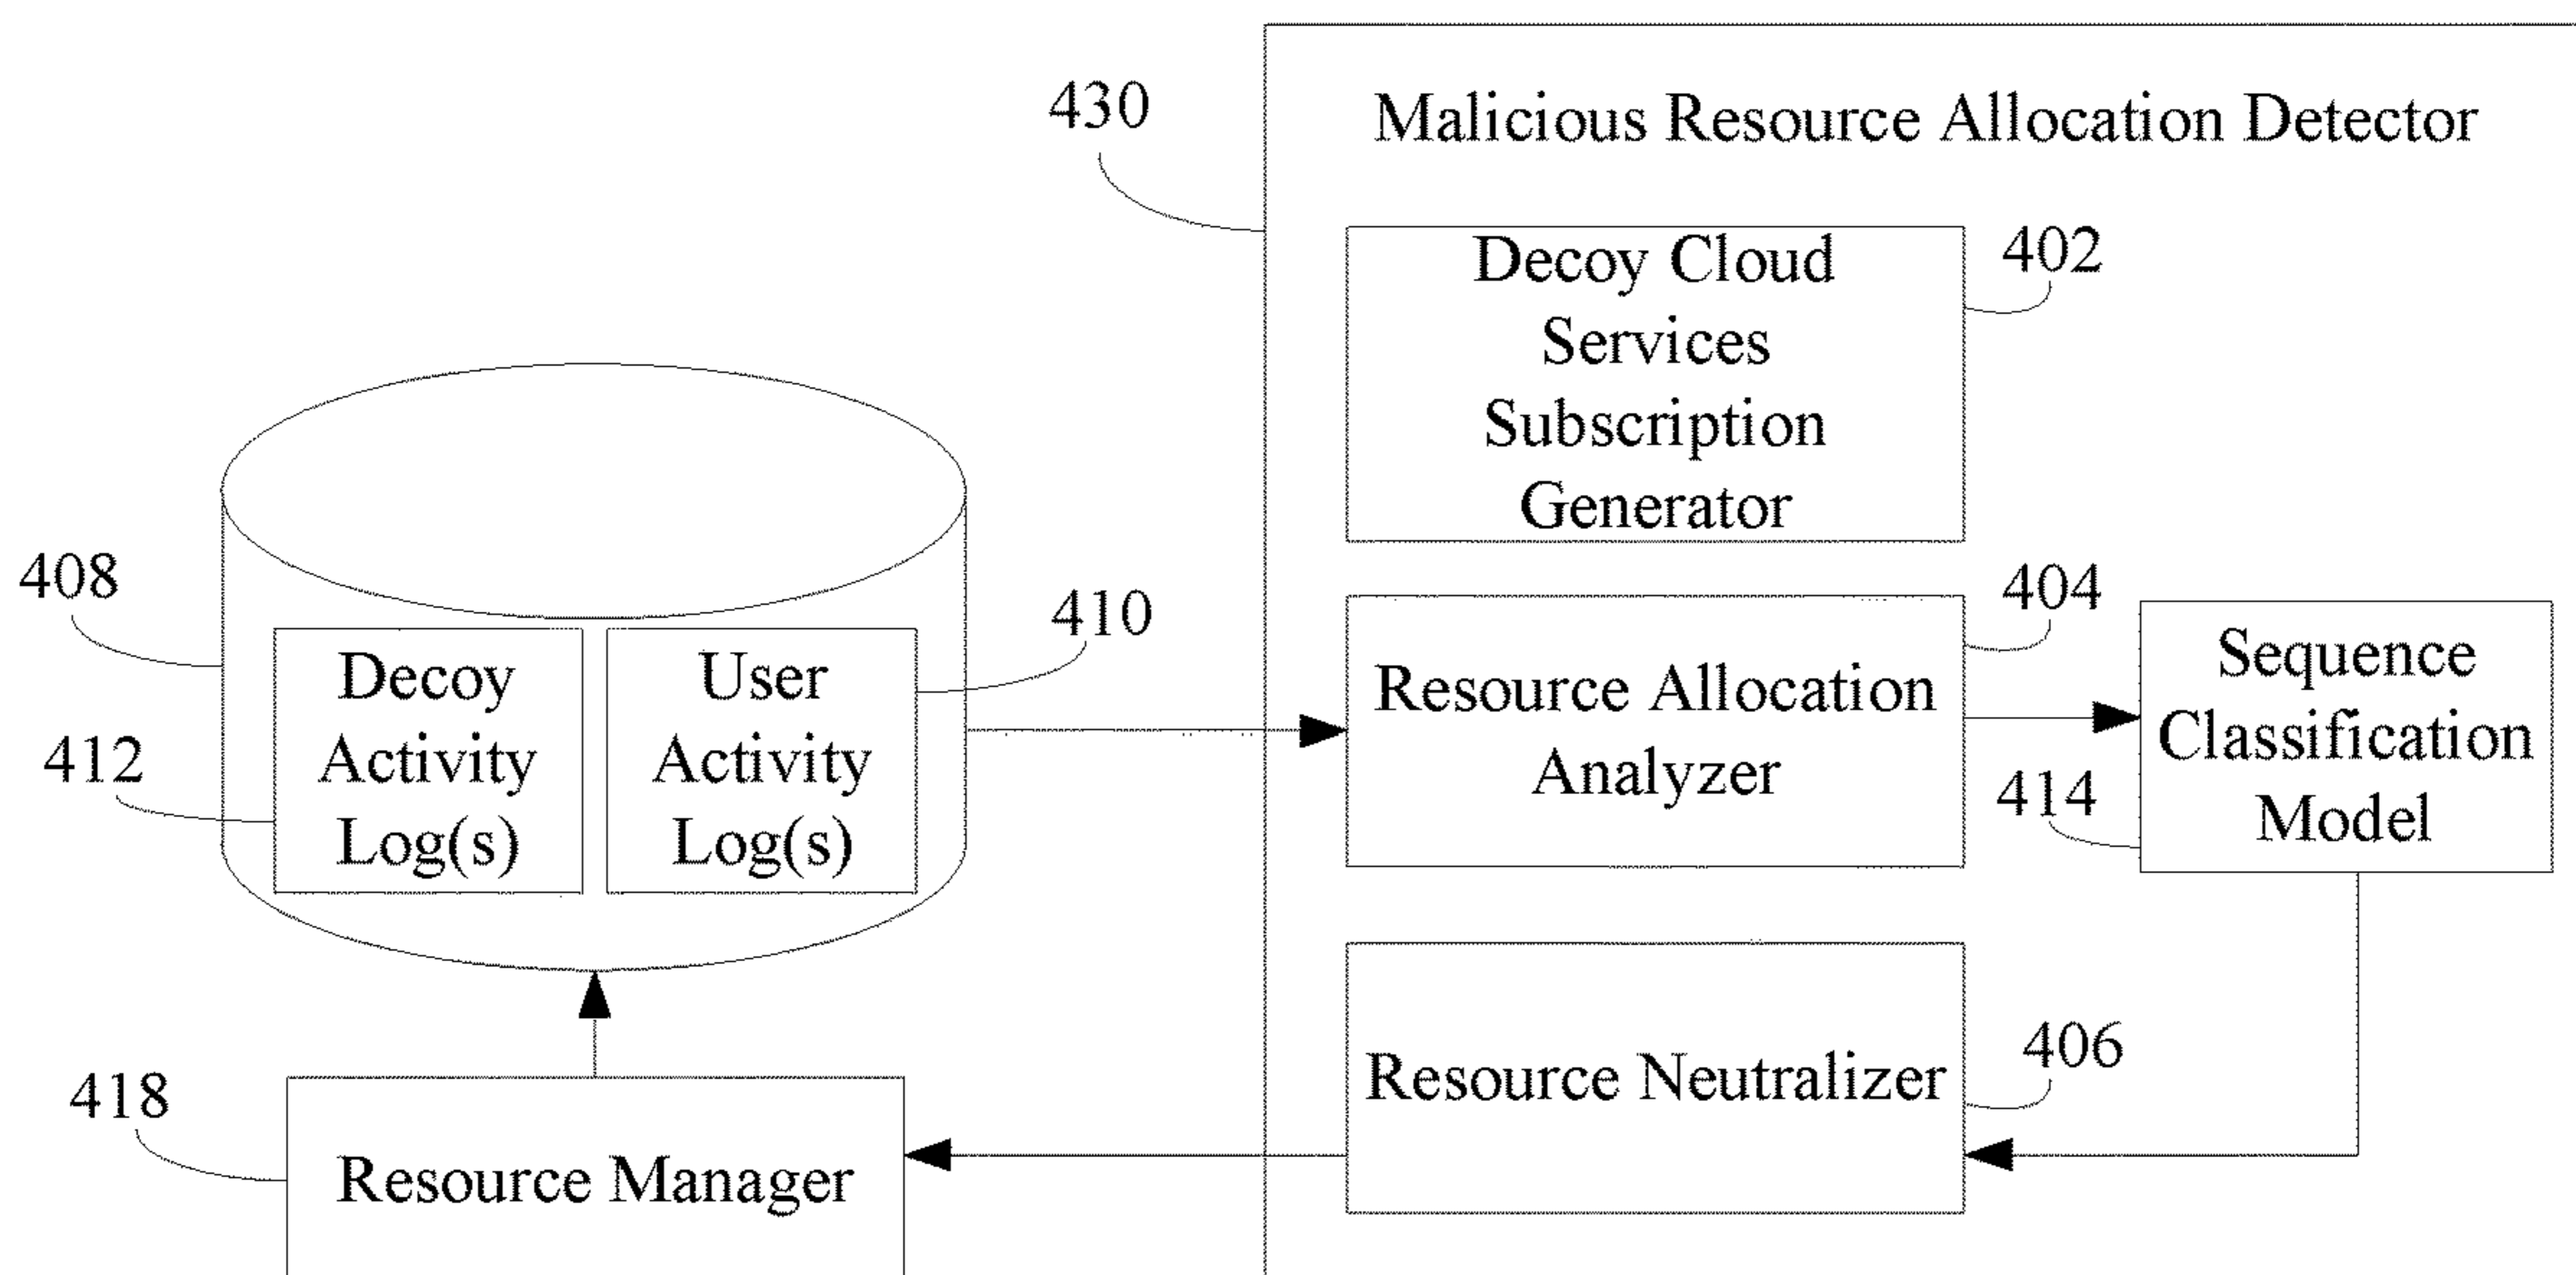 430
Malicious Resource Allocation Detector
Decoy Cloud
Services
Subscription
Generator
402
408
412
Decoy
Activity
Log(s)
User
Activity
Log(s)
410
Resource Allocation
Analyzer
404
Sequence
Classification
Model
414
418
Resource Manager
Resource Neutralizer
406